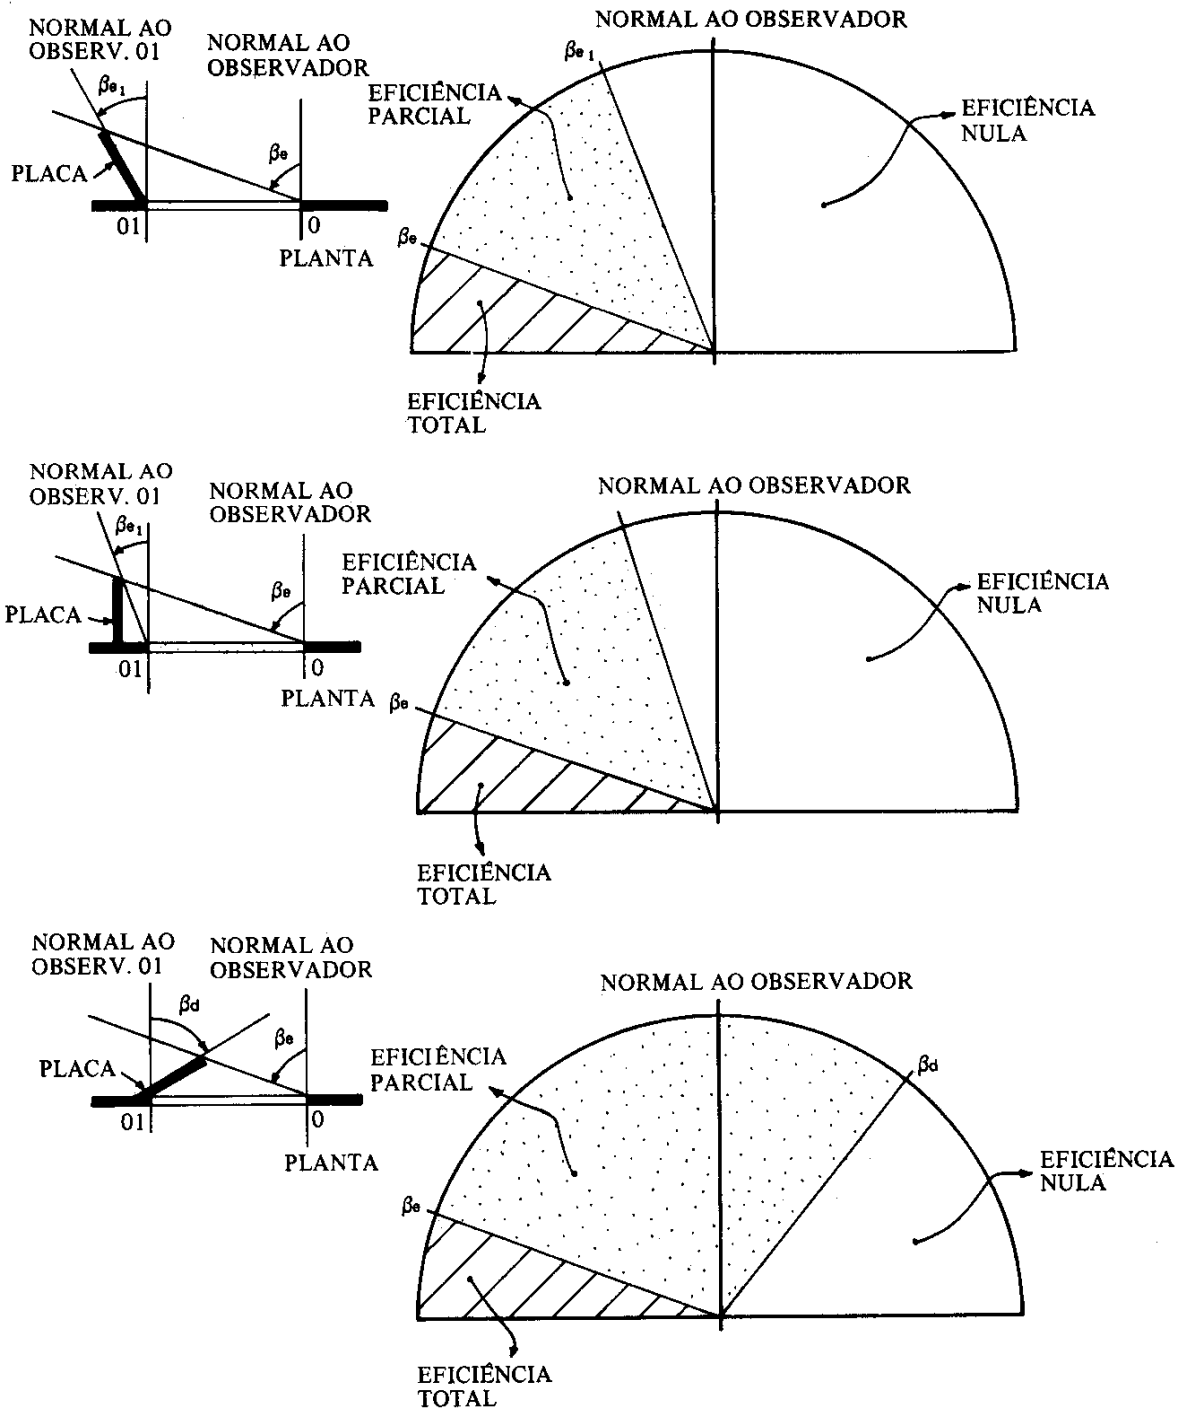 NORMAL AO
OBSERV. 01
NORMAL AO
OBSERVADOR
βe₁
βe
PLACA
01
0
PLANTA
NORMAL AO OBSERVADOR
βe₁
EFICIÊNCIA
PARCIAL
EFICIÊNCIA
NULA
βe
EFICIÊNCIA
TOTAL
NORMAL AO
OBSERV. 01
NORMAL AO
OBSERVADOR
βe₁
βe
PLACA
01
0
PLANTA
NORMAL AO OBSERVADOR
EFICIÊNCIA
PARCIAL
EFICIÊNCIA
NULA
βe
EFICIÊNCIA
TOTAL
NORMAL AO
OBSERV. 01
NORMAL AO
OBSERVADOR
βd
βe
PLACA
01
0
PLANTA
NORMAL AO OBSERVADOR
EFICIÊNCIA
PARCIAL
βd
EFICIÊNCIA
NULA
βe
EFICIÊNCIA
TOTAL